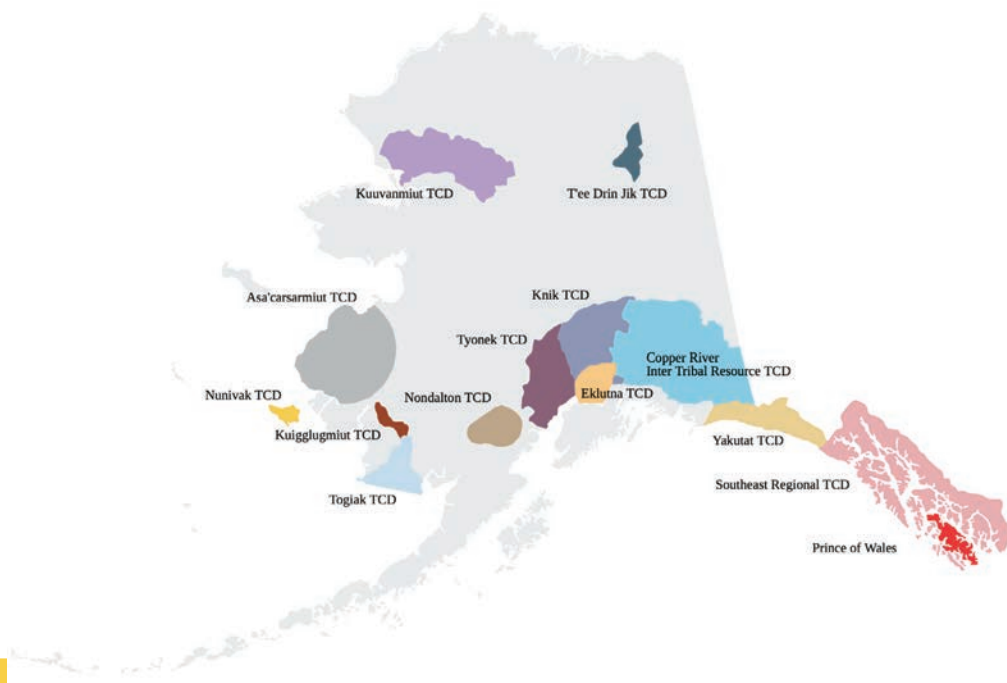 Kuuvanmiut TCD
T'ee Drin Jik TCD
Asa'carsarmiut TCD
Knik TCD
Tyonek TCD
Copper River
Inter Tribal Resource TCD
Nunivak TCD
Nondalton TCD
Eklutna TCD
Kuigglugmiut TCD
Yakutat TCD
Togiak TCD
Southeast Regional TCD
Prince of Wales